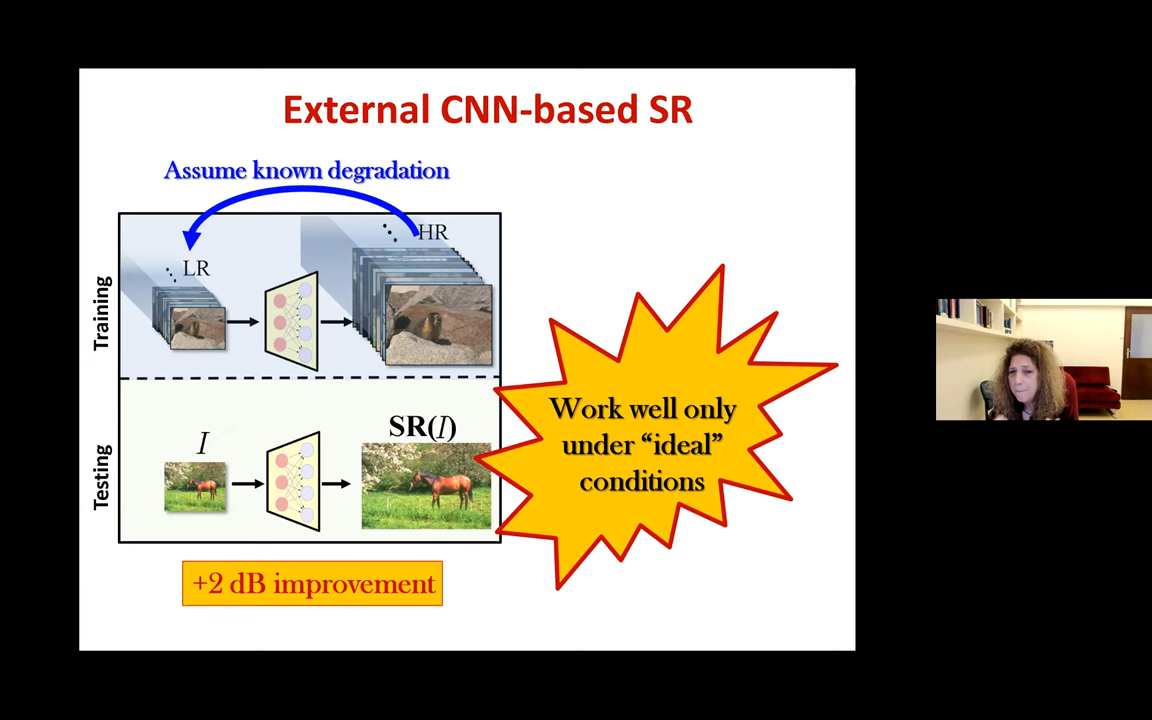 External CNN-based SR
Assume known degradation
HR
LR
Training
Testing
I
SR(I)
Work well only
under “ideal”
conditions
+2 dB improvement